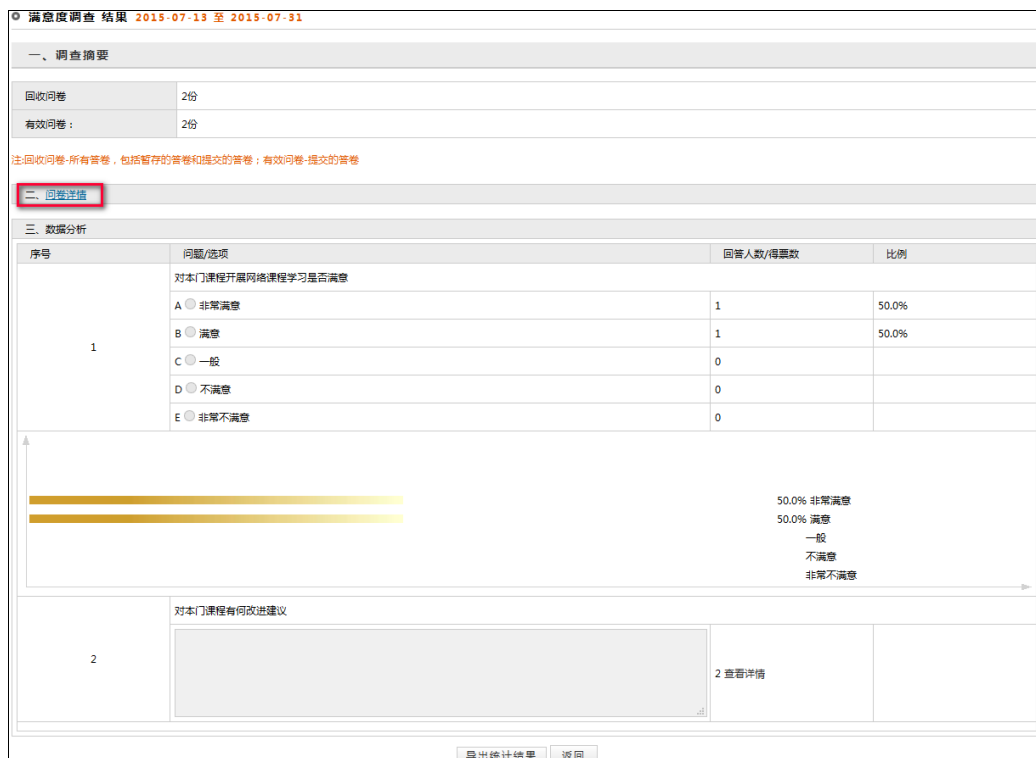 满意度调查 结果 2015-07-13 至 2015-07-31
一、调查摘要
回收问卷 2份
有效问卷： 2份
注:回收问卷-所有答卷，包括暂存的答卷和提交的答卷；有效问卷-提交的答卷
二、问卷详情
三、数据分析
序号 问题/选项 回答人数/得票数 比例
对本门课程开展网络课程学习是否满意
A 非常满意 1 50.0%
B 满意 1 50.0%
1
C 一般 0
D 不满意 0
E 非常不满意 0
50.0% 非常满意
50.0% 满意
一般
不满意
非常不满意
对本门课程有何改进建议
2
2 查看详情
导出统计结果 返回